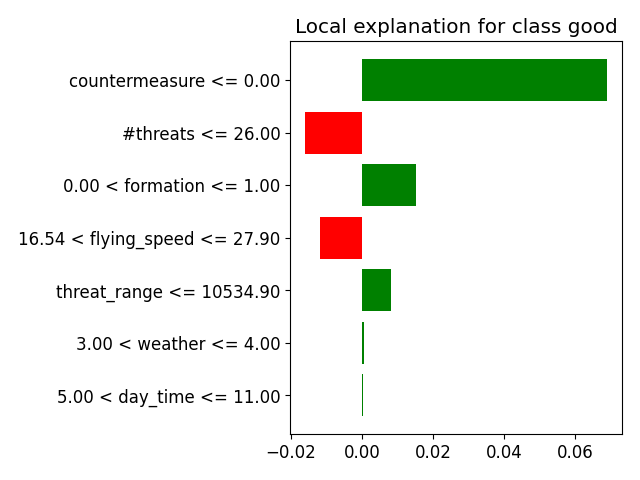 Local explanation for class good
countermeasure <= 0.00
#threats <= 26.00
0.00 < formation <= 1.00
16.54 < flying_speed <= 27.90
threat_range <= 10534.90
3.00 < weather <= 4.00
5.00 < day_time <= 11.00
−0.02 0.00 0.02 0.04 0.06